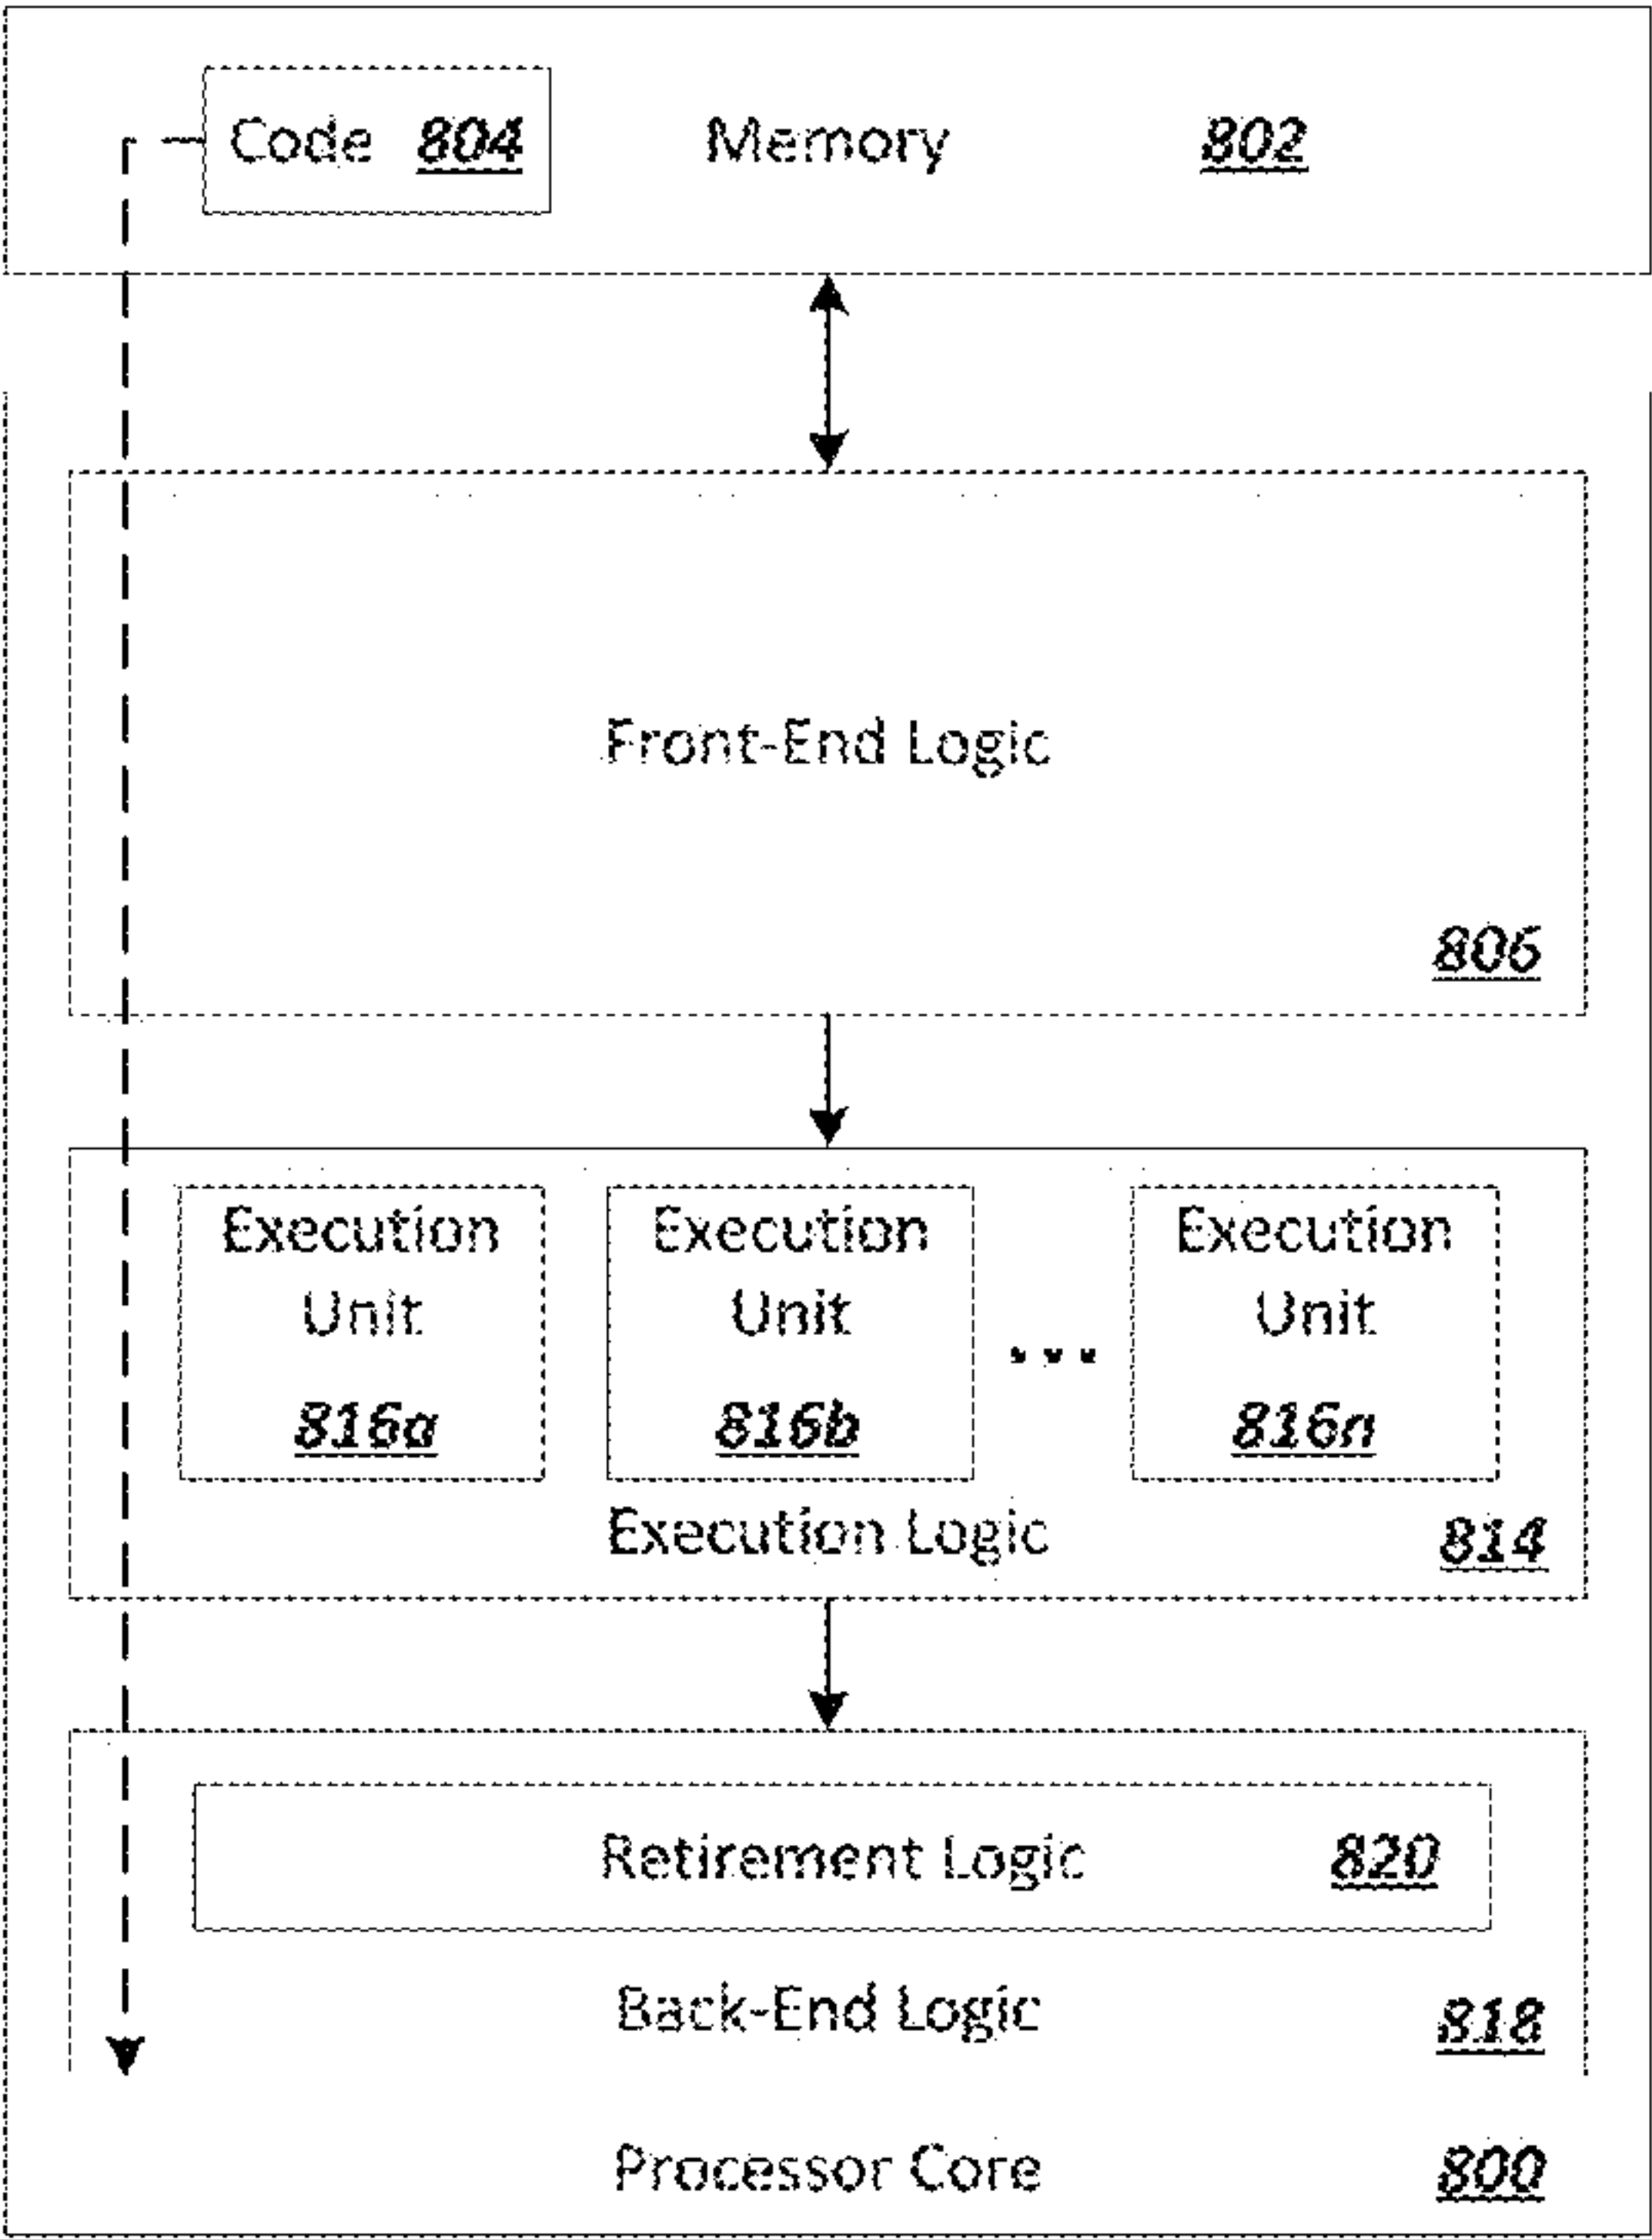 Code 804 Memory 802
Front-End Logic
806
Execution Execution Execution
Unit Unit Unit
...
816a 816b 816n
Execution Logic 814
Retirement Logic 820
Back-End Logic 818
Processor Core 800